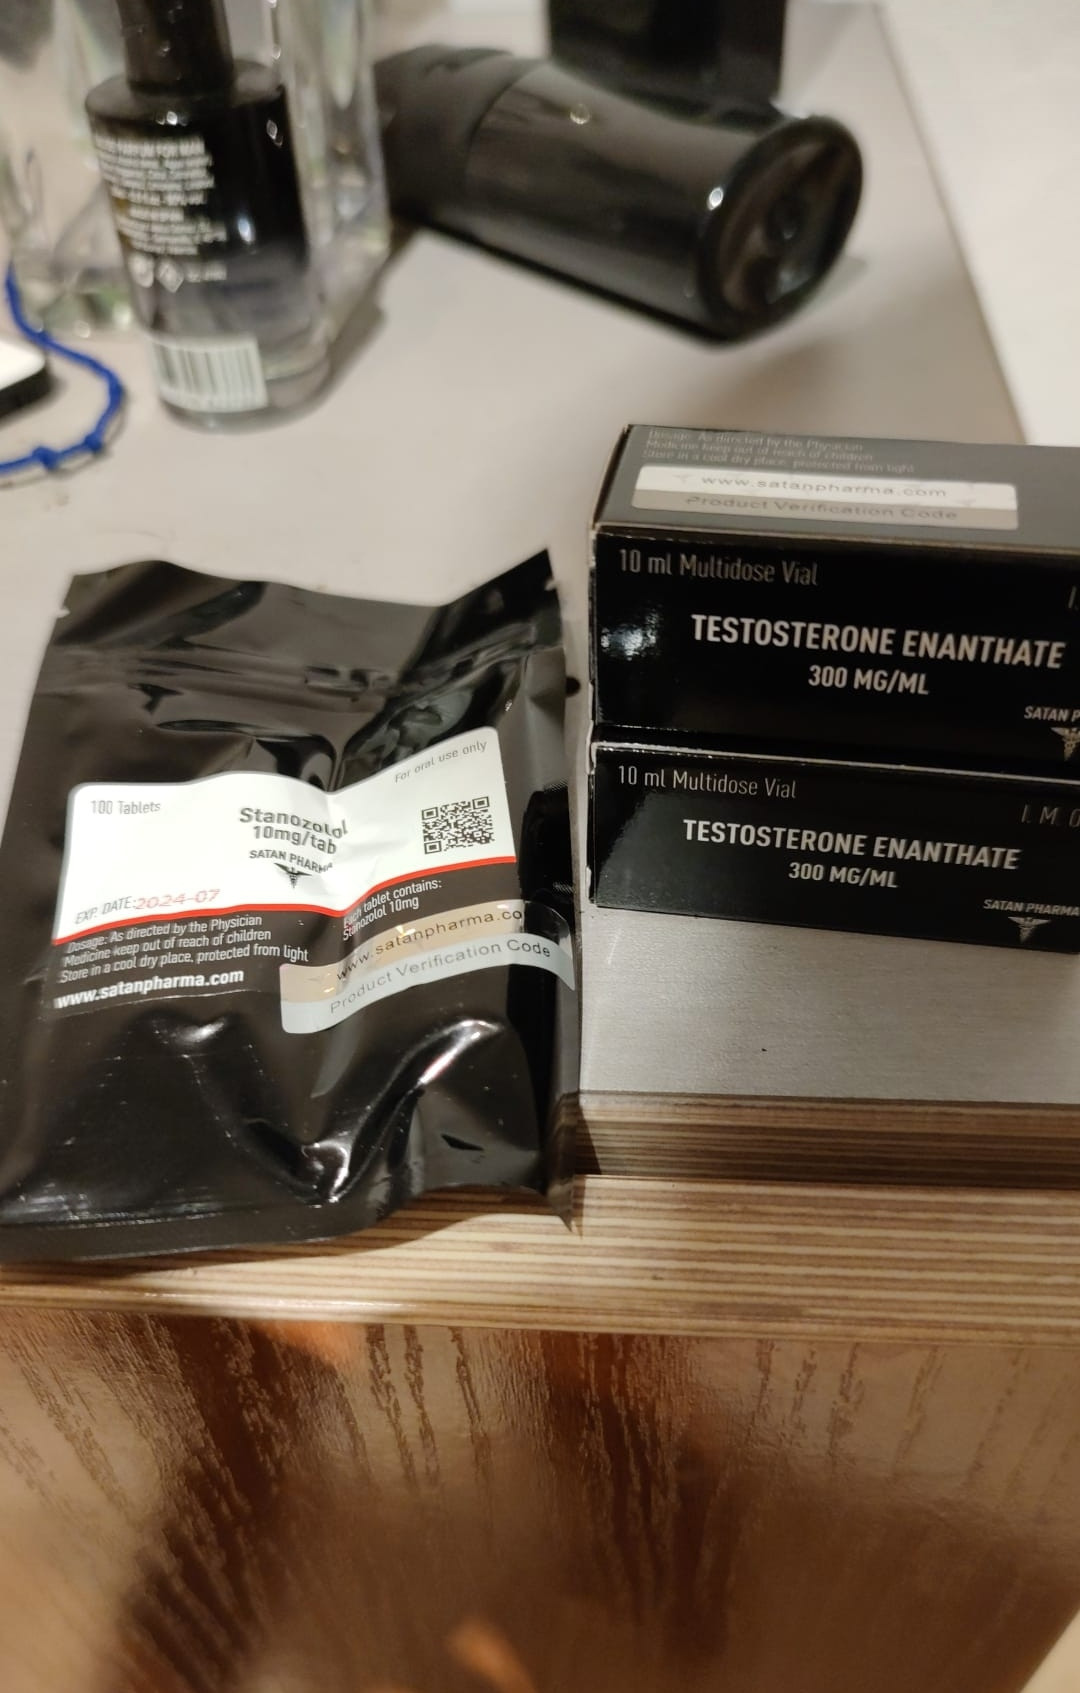 PARFUM FOR MAN
Dosage: As directed by the Physician
Medicine keep out of reach of children
Store in a cool dry place, protected from light
www.satanpharma.com
Product Verification Code
10 ml Multidose Vial
TESTOSTERONE ENANTHATE
300 MG/ML
SATAN P
10 ml Multidose Vial
I. M. O
TESTOSTERONE ENANTHATE
300 MG/ML
SATAN PHARMA
For oral use only
100 Tablets
Stanozolol
10mg/tab
SATAN PHARMA
EXP. DATE:2024-07
Each tablet contains:
Stanozolol 10mg
Dosage: As directed by the Physician
Medicine keep out of reach of children
Store in a cool dry place, protected from light
www.satanpharma.com
www.satanpharma.co
Product Verification Code